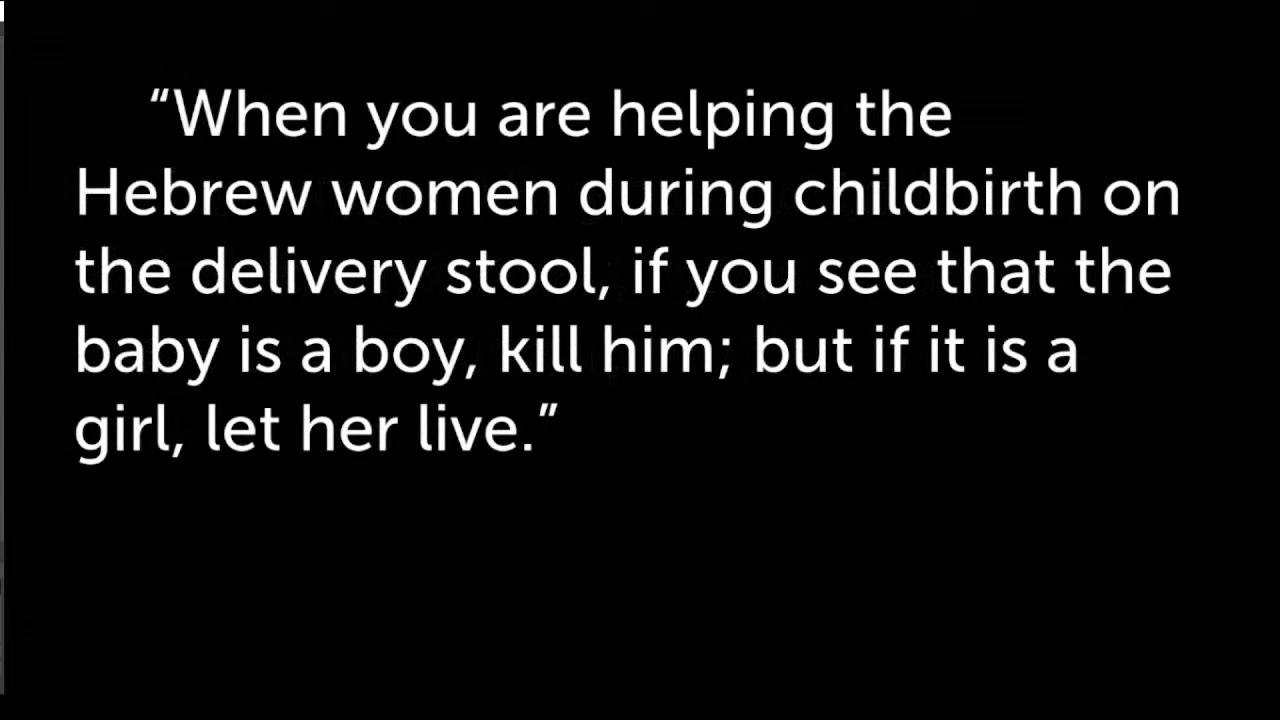 “When you are helping the
Hebrew women during childbirth on
the delivery stool, if you see that the
baby is a boy, kill him; but if it is a
girl, let her live.”